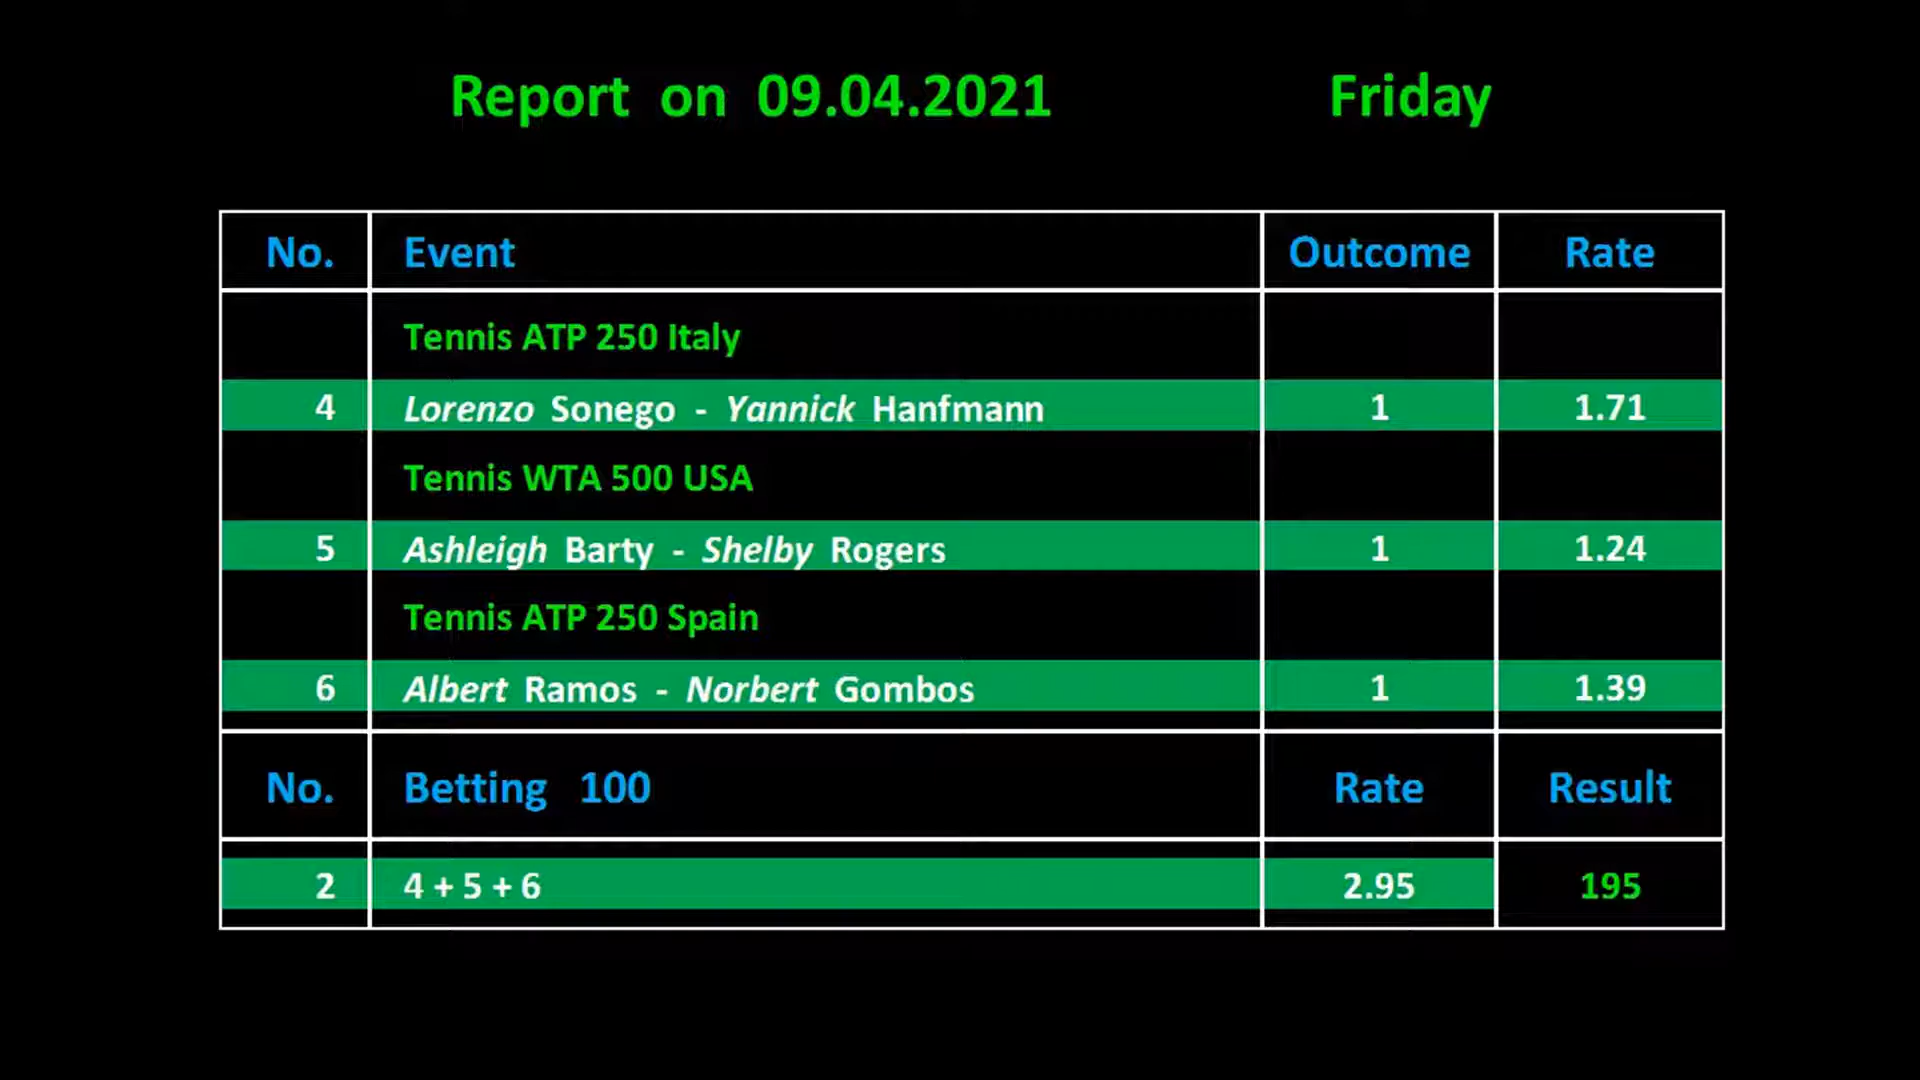 Report on 09.04.2021 Friday
No. Event Outcome Rate
Tennis ATP 250 Italy
4 Lorenzo Sonego - Yannick Hanfmann 1 1.71
Tennis WTA 500 USA
5 Ashleigh Barty - Shelby Rogers 1 1.24
Tennis ATP 250 Spain
6 Albert Ramos - Norbert Gombos 1 1.39
No. Betting 100 Rate Result
2 4 + 5 + 6 2.95 195